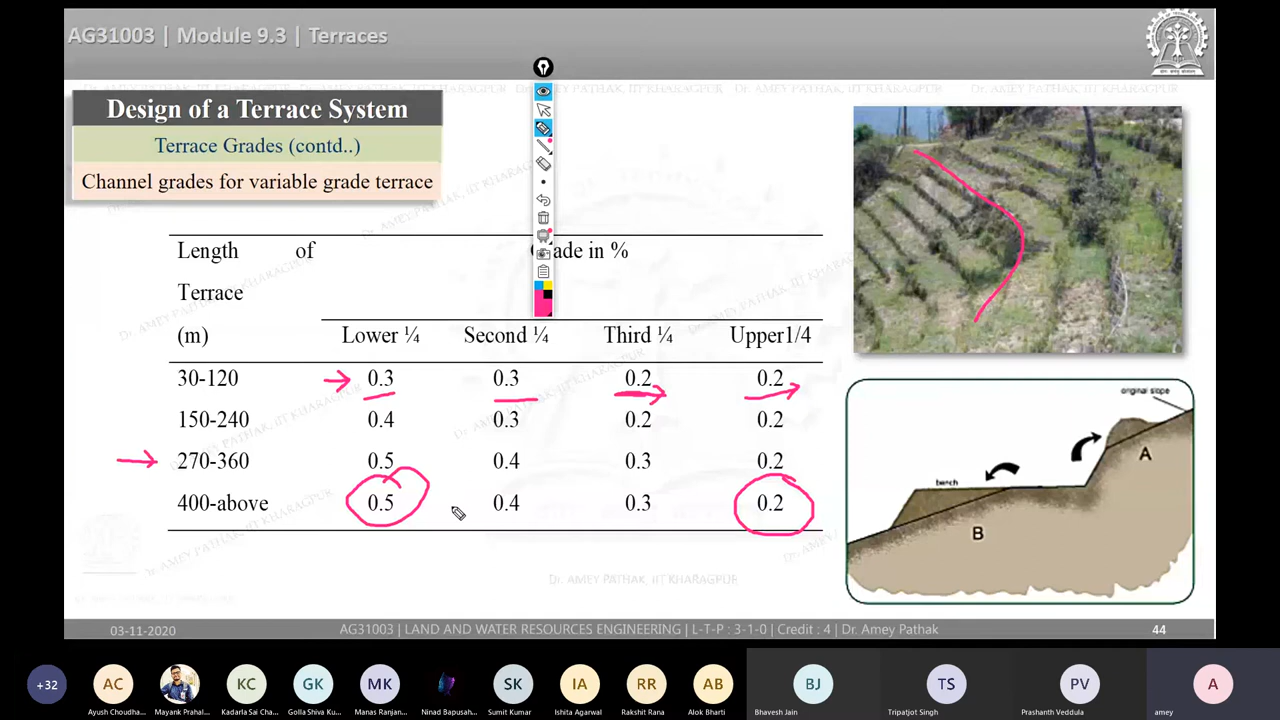 AG31003 | Module 9.3 | Terraces
Design of a Terrace System
Terrace Grades (contd..)
Channel grades for variable grade terrace
Length of
Terrace
(m)
ade in %
Lower ¼ Second ¼ Third ¼ Upper1/4
30-120 0.3 0.3 0.2 0.2
150-240 0.4 0.3 0.2 0.2
270-360 0.5 0.4 0.3 0.2
400-above 0.5 0.4 0.3 0.2
original slope
A
bench
B
Dr. AMEY PATHAK, IIT KHARAGPUR
03-11-2020
AG31003 | LAND AND WATER RESOURCES ENGINEERING | L-T-P : 3-1-0 | Credit : 4 | Dr. Amey Pathak
44
+32 AC KC GK MK SK IA RR AB BJ TS PV A
Ayush Choudha... Mayank Prahal... Kadarla Sai Cha... Golla Shiva Ku... Manas Ranjan... Ninad Bapusah... Sumit Kumar Ishita Agarwal Rakshit Rana Alok Bharti Bhavesh Jain Tripatjot Singh Prashanth Veddula amey